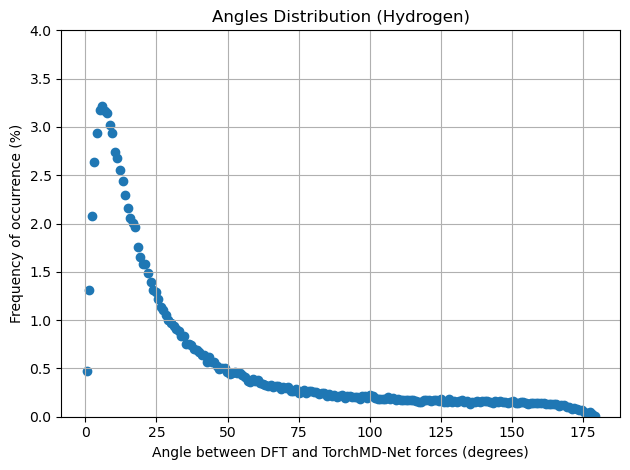 Angles Distribution (Hydrogen)
Frequency of occurrence (%)
4.0
3.5
3.0
2.5
2.0
1.5
1.0
0.5
0.0
0 25 50 75 100 125 150 175
Angle between DFT and TorchMD-Net forces (degrees)